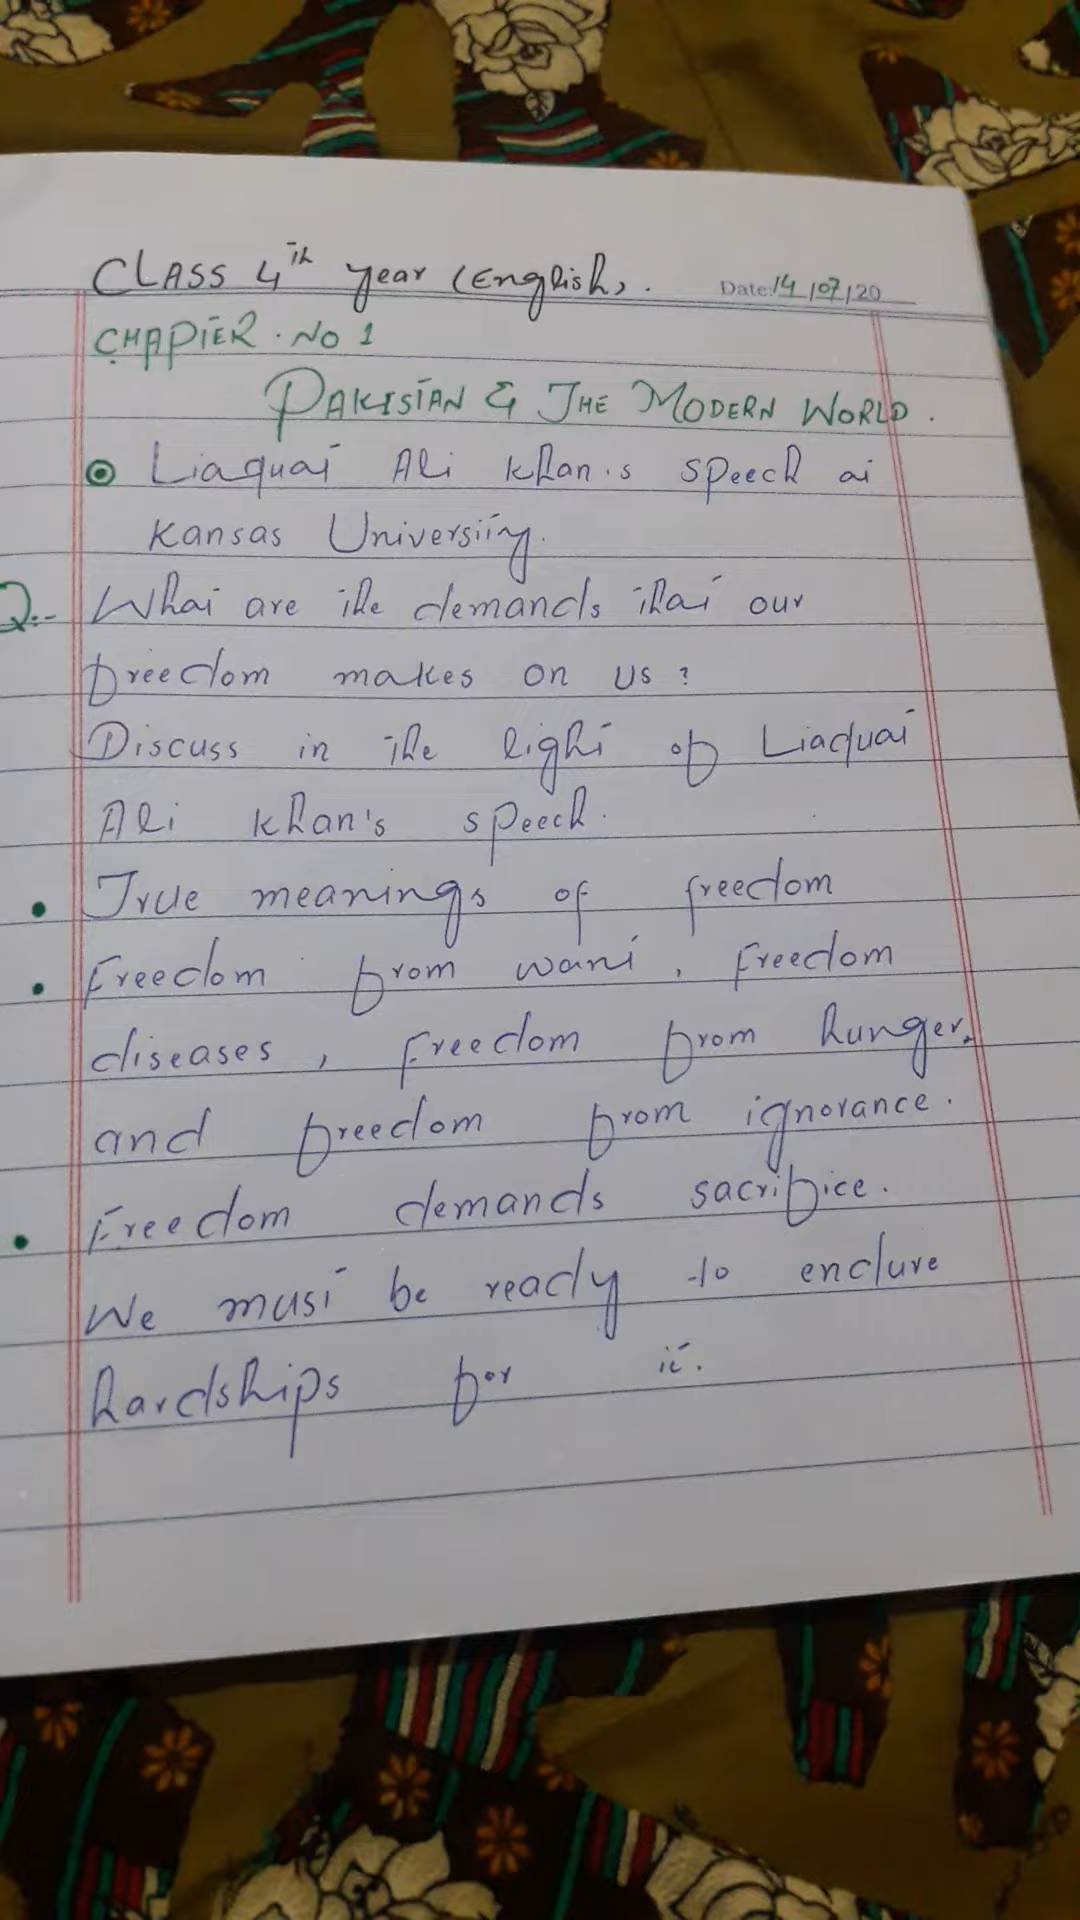 CLASS 4th year (English).
Date: 14/07/20
CHAPTER. No 1
PAKISTAN & THE MODERN WORLD.
Liaquat Ali Khan's speech at
Kansas University.
Q:- What are the demands that our
freedom makes on us?
Discuss in the light of Liaquat
Ali Khan's speech.
• True meanings of freedom
• Freedom from want, Freedom
diseases, freedom from hunger,
and freedom from ignorance.
• Freedom demands sacrifice.
We must be ready to endure
hardships for it.